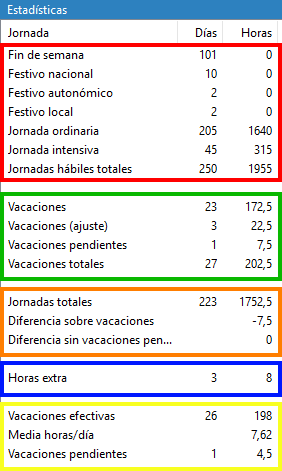 Estadísticas
Jornada Días Horas
Fin de semana 101 0
Festivo nacional 10 0
Festivo autonómico 2 0
Festivo local 2 0
Jornada ordinaria 205 1640
Jornada intensiva 45 315
Jornadas hábiles totales 250 1955
Vacaciones 23 172,5
Vacaciones (ajuste) 3 22,5
Vacaciones pendientes 1 7,5
Vacaciones totales 27 202,5
Jornadas totales 223 1752,5
Diferencia sobre vacaciones -7,5
Diferencia sin vacaciones pen... 0
Horas extra 3 8
Vacaciones efectivas 26 198
Media horas/día 7,62
Vacaciones pendientes 1 4,5